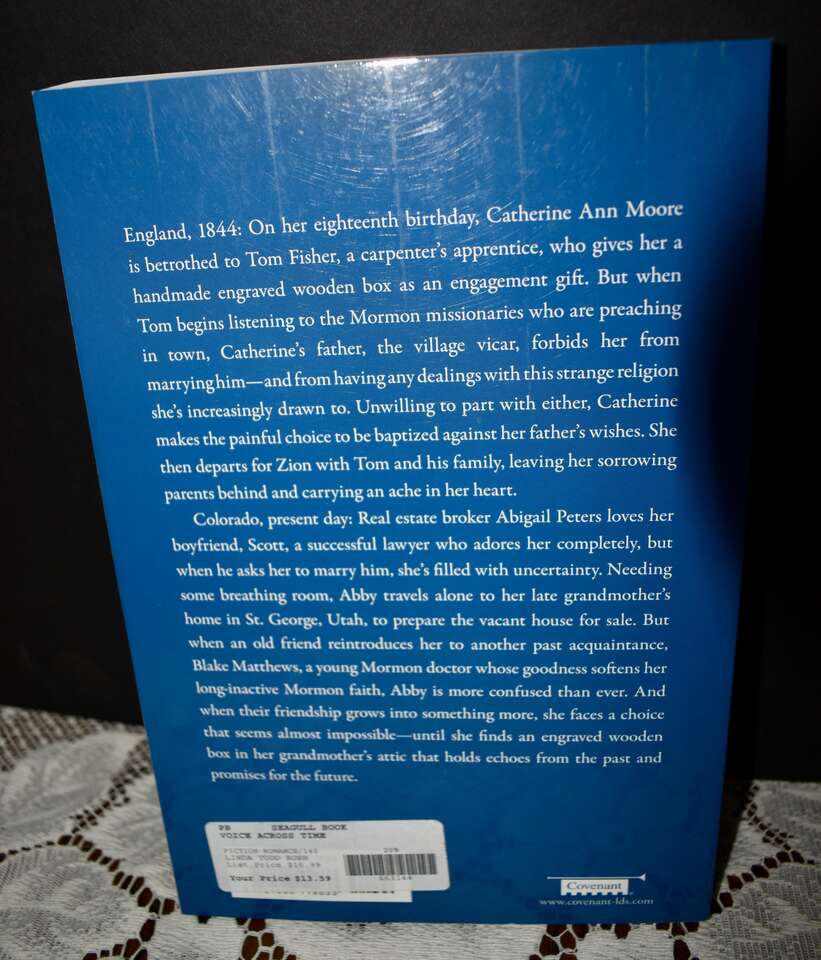 England, 1844: On her eighteenth birthday, Catherine Ann Moore
is betrothed to Tom Fisher, a carpenter's apprentice, who gives her a
handmade engraved wooden box as an engagement gift. But when
Tom begins listening to the Mormon missionaries who are preaching
in town, Catherine's father, the village vicar, forbids her from
marrying him—and from having any dealings with this strange religion
she's increasingly drawn to. Unwilling to part with either, Catherine
makes the painful choice to be baptized against her father's wishes. She
then departs for Zion with Tom and his family, leaving her sorrowing
parents behind and carrying an ache in her heart.
Colorado, present day: Real estate broker Abigail Peters loves her
boyfriend, Scott, a successful lawyer who adores her completely, but
when he asks her to marry him, she's filled with uncertainty. Needing
some breathing room, Abby travels alone to her late grandmother's
home in St. George, Utah, to prepare the vacant house for sale. But
when an old friend reintroduces her to another past acquaintance,
Blake Matthews, a young Mormon doctor whose goodness softens her
long-inactive Mormon faith, Abby is more confused than ever. And
when their friendship grows into something more, she faces a choice
that seems almost impossible—until she finds an engraved wooden
box in her grandmother's attic that holds echoes from the past and
promises for the future.
PB SEAGULL BOOK
VOICE ACROSS TIME
FICTION-ROMANCE/140
20%
LINDA TODD
List Price $16.99
Your Price $13.59
Covenant
www.covenant-lds.com